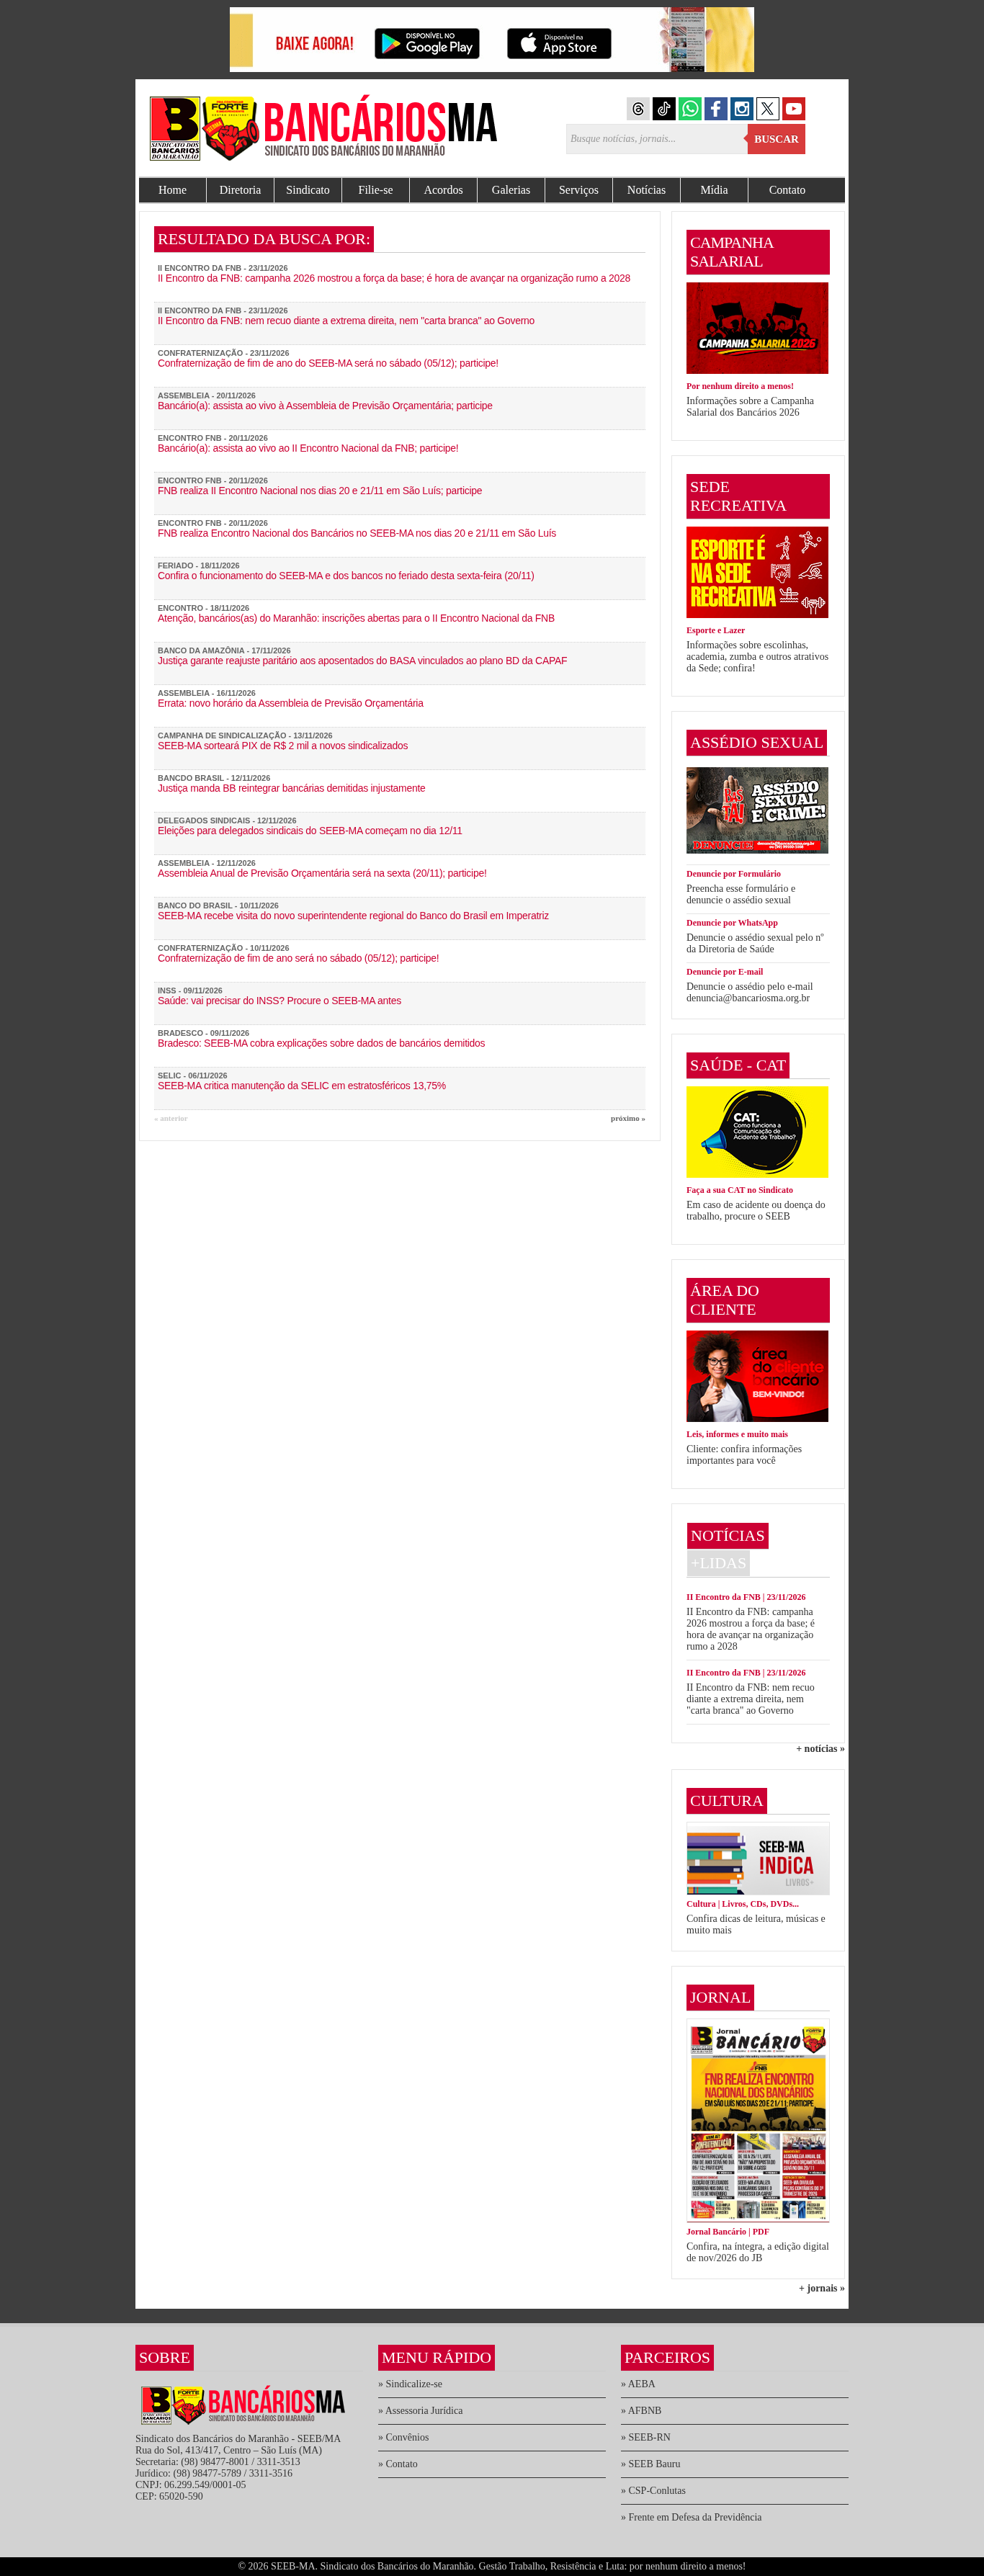 BAIXE AGORA!
DISPONÍVEL NO
Google Play
Disponível na
App Store
SINDICATO DOS
BANCÁRIOS
DO MARANHÃO
FORTE
BANCÁRIOSMA
SINDICATO DOS BANCÁRIOS DO MARANHÃO
Busque notícias, jornais...
BUSCAR
Home
Diretoria
Sindicato
Filie-se
Acordos
Galerias
Serviços
Notícias
Mídia
Contato
RESULTADO DA BUSCA POR:
II ENCONTRO DA FNB - 23/11/2026
II Encontro da FNB: campanha 2026 mostrou a força da base; é hora de avançar na organização rumo a 2028
II ENCONTRO DA FNB - 23/11/2026
II Encontro da FNB: nem recuo diante a extrema direita, nem "carta branca" ao Governo
CONFRATERNIZAÇÃO - 23/11/2026
Confraternização de fim de ano do SEEB-MA será no sábado (05/12); participe!
ASSEMBLEIA - 20/11/2026
Bancário(a): assista ao vivo à Assembleia de Previsão Orçamentária; participe
ENCONTRO FNB - 20/11/2026
Bancário(a): assista ao vivo ao II Encontro Nacional da FNB; participe!
ENCONTRO FNB - 20/11/2026
FNB realiza II Encontro Nacional nos dias 20 e 21/11 em São Luís; participe
ENCONTRO FNB - 20/11/2026
FNB realiza Encontro Nacional dos Bancários no SEEB-MA nos dias 20 e 21/11 em São Luís
FERIADO - 18/11/2026
Confira o funcionamento do SEEB-MA e dos bancos no feriado desta sexta-feira (20/11)
ENCONTRO - 18/11/2026
Atenção, bancários(as) do Maranhão: inscrições abertas para o II Encontro Nacional da FNB
BANCO DA AMAZÔNIA - 17/11/2026
Justiça garante reajuste paritário aos aposentados do BASA vinculados ao plano BD da CAPAF
ASSEMBLEIA - 16/11/2026
Errata: novo horário da Assembleia de Previsão Orçamentária
CAMPANHA DE SINDICALIZAÇÃO - 13/11/2026
SEEB-MA sorteará PIX de R$ 2 mil a novos sindicalizados
BANCDO BRASIL - 12/11/2026
Justiça manda BB reintegrar bancárias demitidas injustamente
DELEGADOS SINDICAIS - 12/11/2026
Eleições para delegados sindicais do SEEB-MA começam no dia 12/11
ASSEMBLEIA - 12/11/2026
Assembleia Anual de Previsão Orçamentária será na sexta (20/11); participe!
BANCO DO BRASIL - 10/11/2026
SEEB-MA recebe visita do novo superintendente regional do Banco do Brasil em Imperatriz
CONFRATERNIZAÇÃO - 10/11/2026
Confraternização de fim de ano será no sábado (05/12); participe!
INSS - 09/11/2026
Saúde: vai precisar do INSS? Procure o SEEB-MA antes
BRADESCO - 09/11/2026
Bradesco: SEEB-MA cobra explicações sobre dados de bancários demitidos
SELIC - 06/11/2026
SEEB-MA critica manutenção da SELIC em estratosféricos 13,75%
« anterior
próximo »
CAMPANHA
SALARIAL
CAMPANHA SALARIAL 2026
Por nenhum direito a menos!
Informações sobre a Campanha
Salarial dos Bancários 2026
SEDE
RECREATIVA
ESPORTE É
NA SEDE
RECREATIVA
Esporte e Lazer
Informações sobre escolinhas,
academia, zumba e outros atrativos
da Sede; confira!
ASSÉDIO SEXUAL
BASTA!
ASSÉDIO
SEXUAL
É CRIME!
DENUNCIE!
Denuncie por Formulário
Preencha esse formulário e
denuncie o assédio sexual
Denuncie por WhatsApp
Denuncie o assédio sexual pelo nº
da Diretoria de Saúde
Denuncie por E-mail
Denuncie o assédio pelo e-mail
denuncia@bancariosma.org.br
SAÚDE - CAT
CAT:
Como funciona a
Comunicação de
Acidente de Trabalho?
Faça a sua CAT no Sindicato
Em caso de acidente ou doença do
trabalho, procure o SEEB
ÁREA DO
CLIENTE
área
do cliente
bancário
BEM-VINDO!
Leis, informes e muito mais
Cliente: confira informações
importantes para você
NOTÍCIAS
+LIDAS
II Encontro da FNB | 23/11/2026
II Encontro da FNB: campanha
2026 mostrou a força da base; é
hora de avançar na organização
rumo a 2028
II Encontro da FNB | 23/11/2026
II Encontro da FNB: nem recuo
diante a extrema direita, nem
"carta branca" ao Governo
+ notícias »
CULTURA
SEEB-MA
!NDICA
LIVROS>
Cultura | Livros, CDs, DVDs...
Confira dicas de leitura, músicas e
muito mais
JORNAL
Jornal
BANCÁRIO
FNB REALIZA ENCONTRO
NACIONAL DOS BANCÁRIOS
EM SÃO LUÍS NOS DIAS 20 E 21/11; PARTICIPE
Jornal Bancário | PDF
Confira, na íntegra, a edição digital
de nov/2026 do JB
+ jornais »
SOBRE
BANCÁRIOSMA
SINDICATO DOS BANCÁRIOS DO MARANHÃO
Sindicato dos Bancários do Maranhão - SEEB/MA
Rua do Sol, 413/417, Centro – São Luís (MA)
Secretaria: (98) 98477-8001 / 3311-3513
Jurídico: (98) 98477-5789 / 3311-3516
CNPJ: 06.299.549/0001-05
CEP: 65020-590
MENU RÁPIDO
» Sindicalize-se
» Assessoria Jurídica
» Convênios
» Contato
PARCEIROS
» AEBA
» AFBNB
» SEEB-RN
» SEEB Bauru
» CSP-Conlutas
» Frente em Defesa da Previdência
© 2026 SEEB-MA. Sindicato dos Bancários do Maranhão. Gestão Trabalho, Resistência e Luta: por nenhum direito a menos!